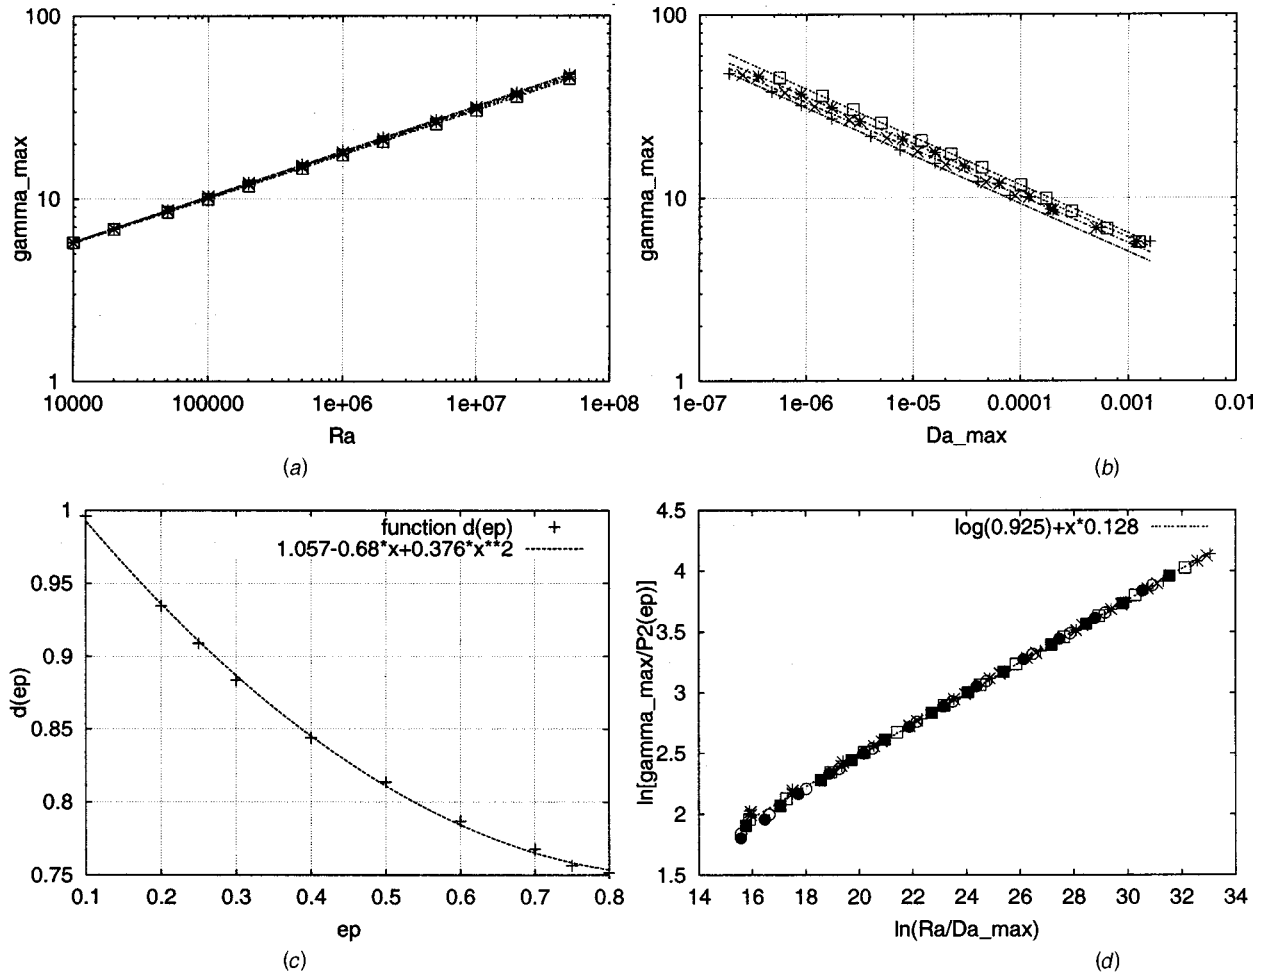 100
10
1
gamma_max
10000
100000
1e+06
1e+07
1e+08
Ra
(a)
100
10
1
gamma_max
1e-07
1e-06
1e-05
0.0001
0.001
0.01
Da_max
(b)
1
0.95
0.9
0.85
0.8
0.75
d(ep)
function d(ep)
1.057-0.68*x+0.376*x**2
0.1
0.2
0.3
0.4
0.5
0.6
0.7
0.8
ep
(c)
4.5
4
3.5
3
2.5
2
1.5
ln[gamma_max/P2(ep)]
log(0.925)+x*0.128
14
16
18
20
22
24
26
28
30
32
34
ln(Ra/Da_max)
(d)